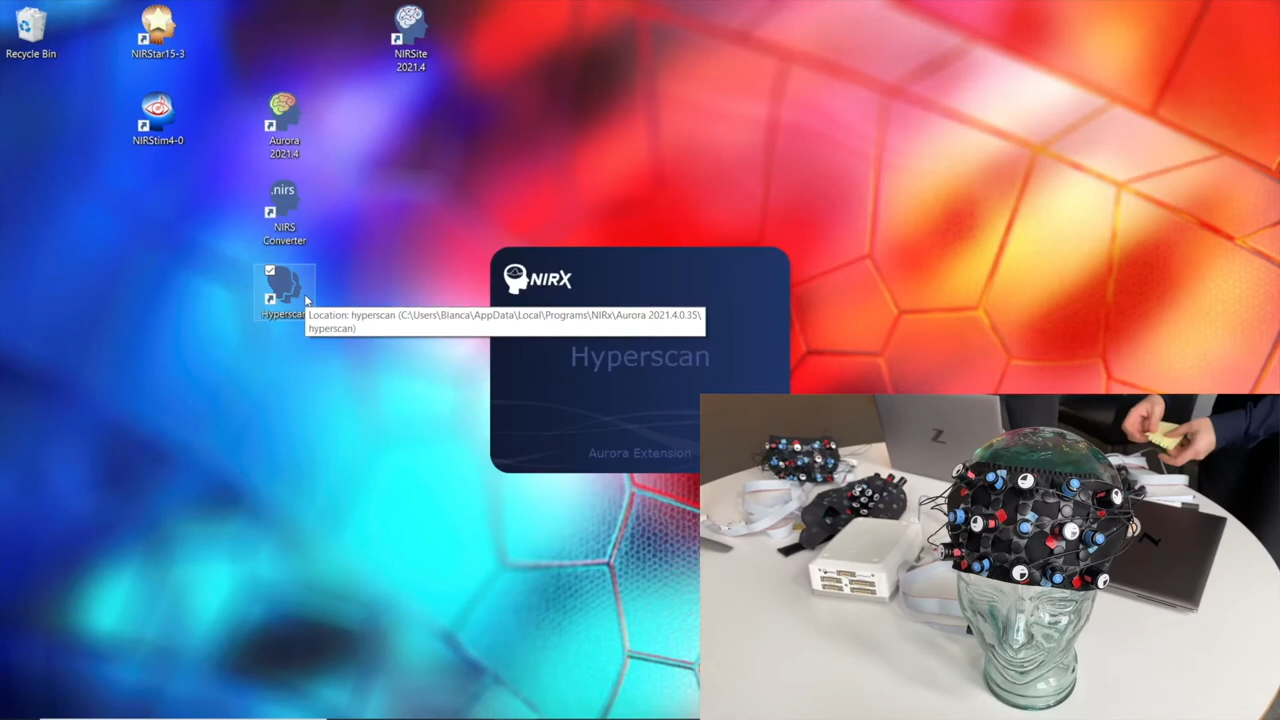 Recycle Bin
NIRStar15-3
NIRSite
2021.4
NIRStim4-0
Aurora
2021.4
.nirs
NIRS
Converter
Hyperscan
Location: hyperscan (C:\Users\Blanca\AppData\Local\Programs\NIRx\Aurora 2021.4.0.35\
hyperscan)
NIRX
Hyperscan
Aurora Extension